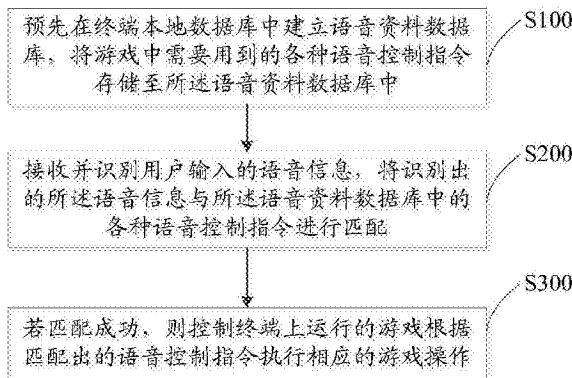 预先在终端本地数据库中建立语音资料数据
库，将游戏中需要用到的各种语音控制指令
存储至所述语音资料数据库中
S100
接收并识别用户输入的语音信息，将识别出
的所述语音信息与所述语音资料数据库中的
各种语音控制指令进行匹配
S200
若匹配成功，则控制终端上运行的游戏根据
匹配出的语音控制指令执行相应的游戏操作
S300